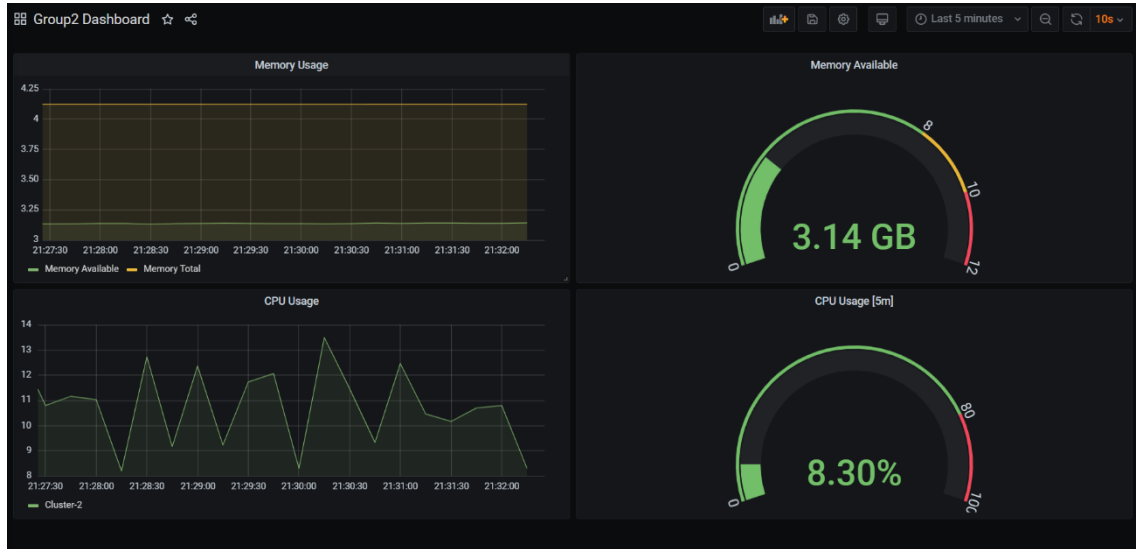 Group2 Dashboard
Last 5 minutes
10s
Memory Usage
4.25
4
3.75
3.50
3.25
3
21:27:30 21:28:00 21:28:30 21:29:00 21:29:30 21:30:00 21:30:30 21:31:00 21:31:30 21:32:00
Memory Available Memory Total
Memory Available
0
8
10
12
3.14 GB
CPU Usage
14
13
12
11
10
9
8
21:27:30 21:28:00 21:28:30 21:29:00 21:29:30 21:30:00 21:30:30 21:31:00 21:31:30 21:32:00
Cluster-2
CPU Usage [5m]
0
80
100
8.30%